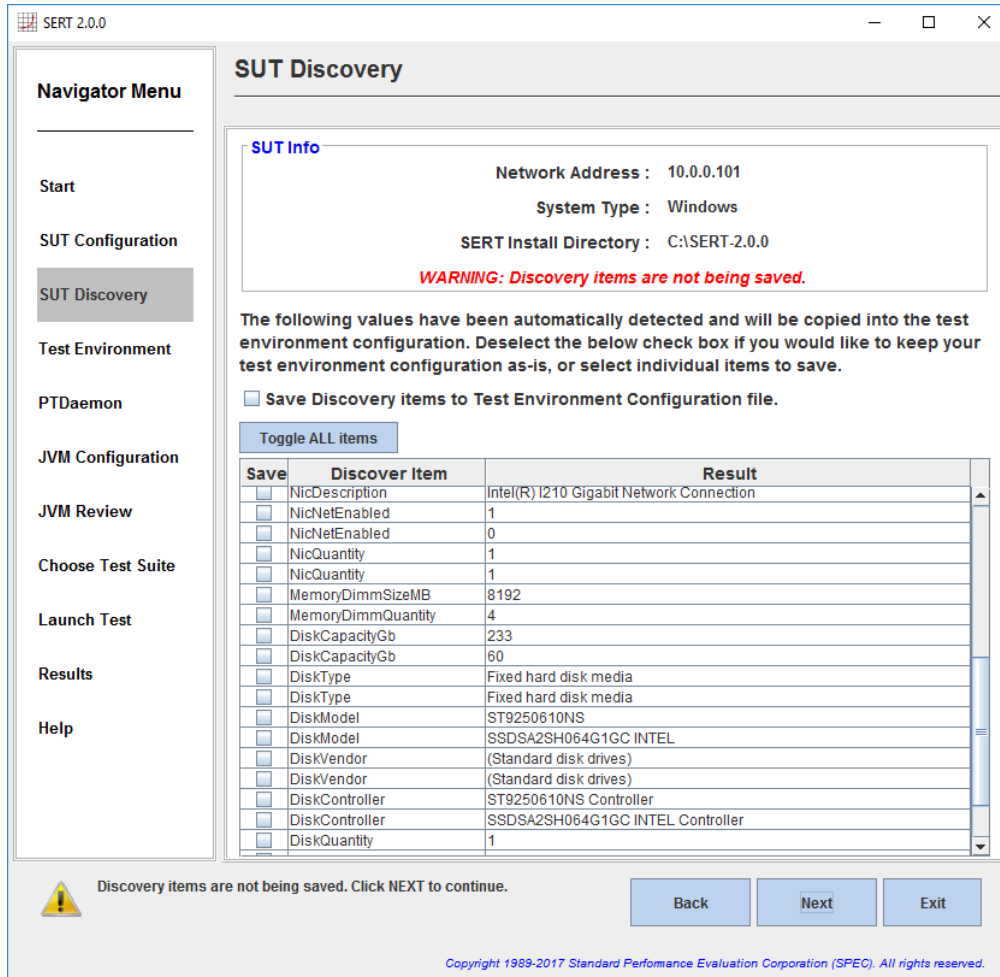 SERT 2.0.0
Navigator Menu
Start
SUT Configuration
SUT Discovery
Test Environment
PTDaemon
JVM Configuration
JVM Review
Choose Test Suite
Launch Test
Results
Help
SUT Discovery
SUT Info
Network Address : 10.0.0.101
System Type : Windows
SERT Install Directory : C:\SERT-2.0.0
WARNING: Discovery items are not being saved.
The following values have been automatically detected and will be copied into the test
environment configuration. Deselect the below check box if you would like to keep your
test environment configuration as-is, or select individual items to save.
Save Discovery items to Test Environment Configuration file.
Toggle ALL items
Save Discover Item Result
NicDescription Intel(R) I210 Gigabit Network Connection
NicNetEnabled 1
NicNetEnabled 0
NicQuantity 1
NicQuantity 1
MemoryDimmSizeMB 8192
MemoryDimmQuantity 4
DiskCapacityGb 233
DiskCapacityGb 60
DiskType Fixed hard disk media
DiskType Fixed hard disk media
DiskModel ST9250610NS
DiskModel SSDSA2SH064G1GC INTEL
DiskVendor (Standard disk drives)
DiskVendor (Standard disk drives)
DiskController ST9250610NS Controller
DiskController SSDSA2SH064G1GC INTEL Controller
DiskQuantity 1
Discovery items are not being saved. Click NEXT to continue.
Back
Next
Exit
Copyright 1989-2017 Standard Performance Evaluation Corporation (SPEC). All rights reserved.